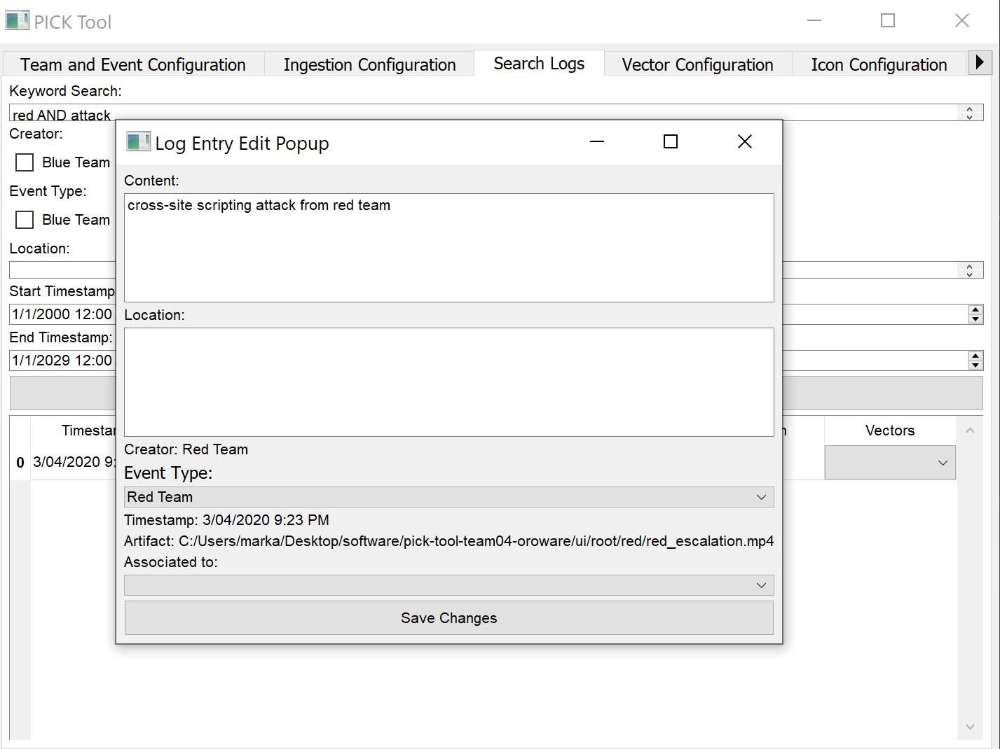 PICK Tool
Team and Event Configuration Ingestion Configuration Search Logs Vector Configuration Icon Configuration
Keyword Search:
red AND attack
Creator:
Blue Team
Event Type:
Blue Team
Location:
Start Timestamp
1/1/2000 12:00
End Timestamp:
1/1/2029 12:00
Vectors
0 3/04/2020 9:
Log Entry Edit Popup
Content:
cross-site scripting attack from red team
Location:
Creator: Red Team
Event Type:
Red Team
Timestamp: 3/04/2020 9:23 PM
Artifact: C:/Users/marka/Desktop/software/pick-tool-team04-oroware/ui/root/red/red_escalation.mp4
Associated to:
Save Changes